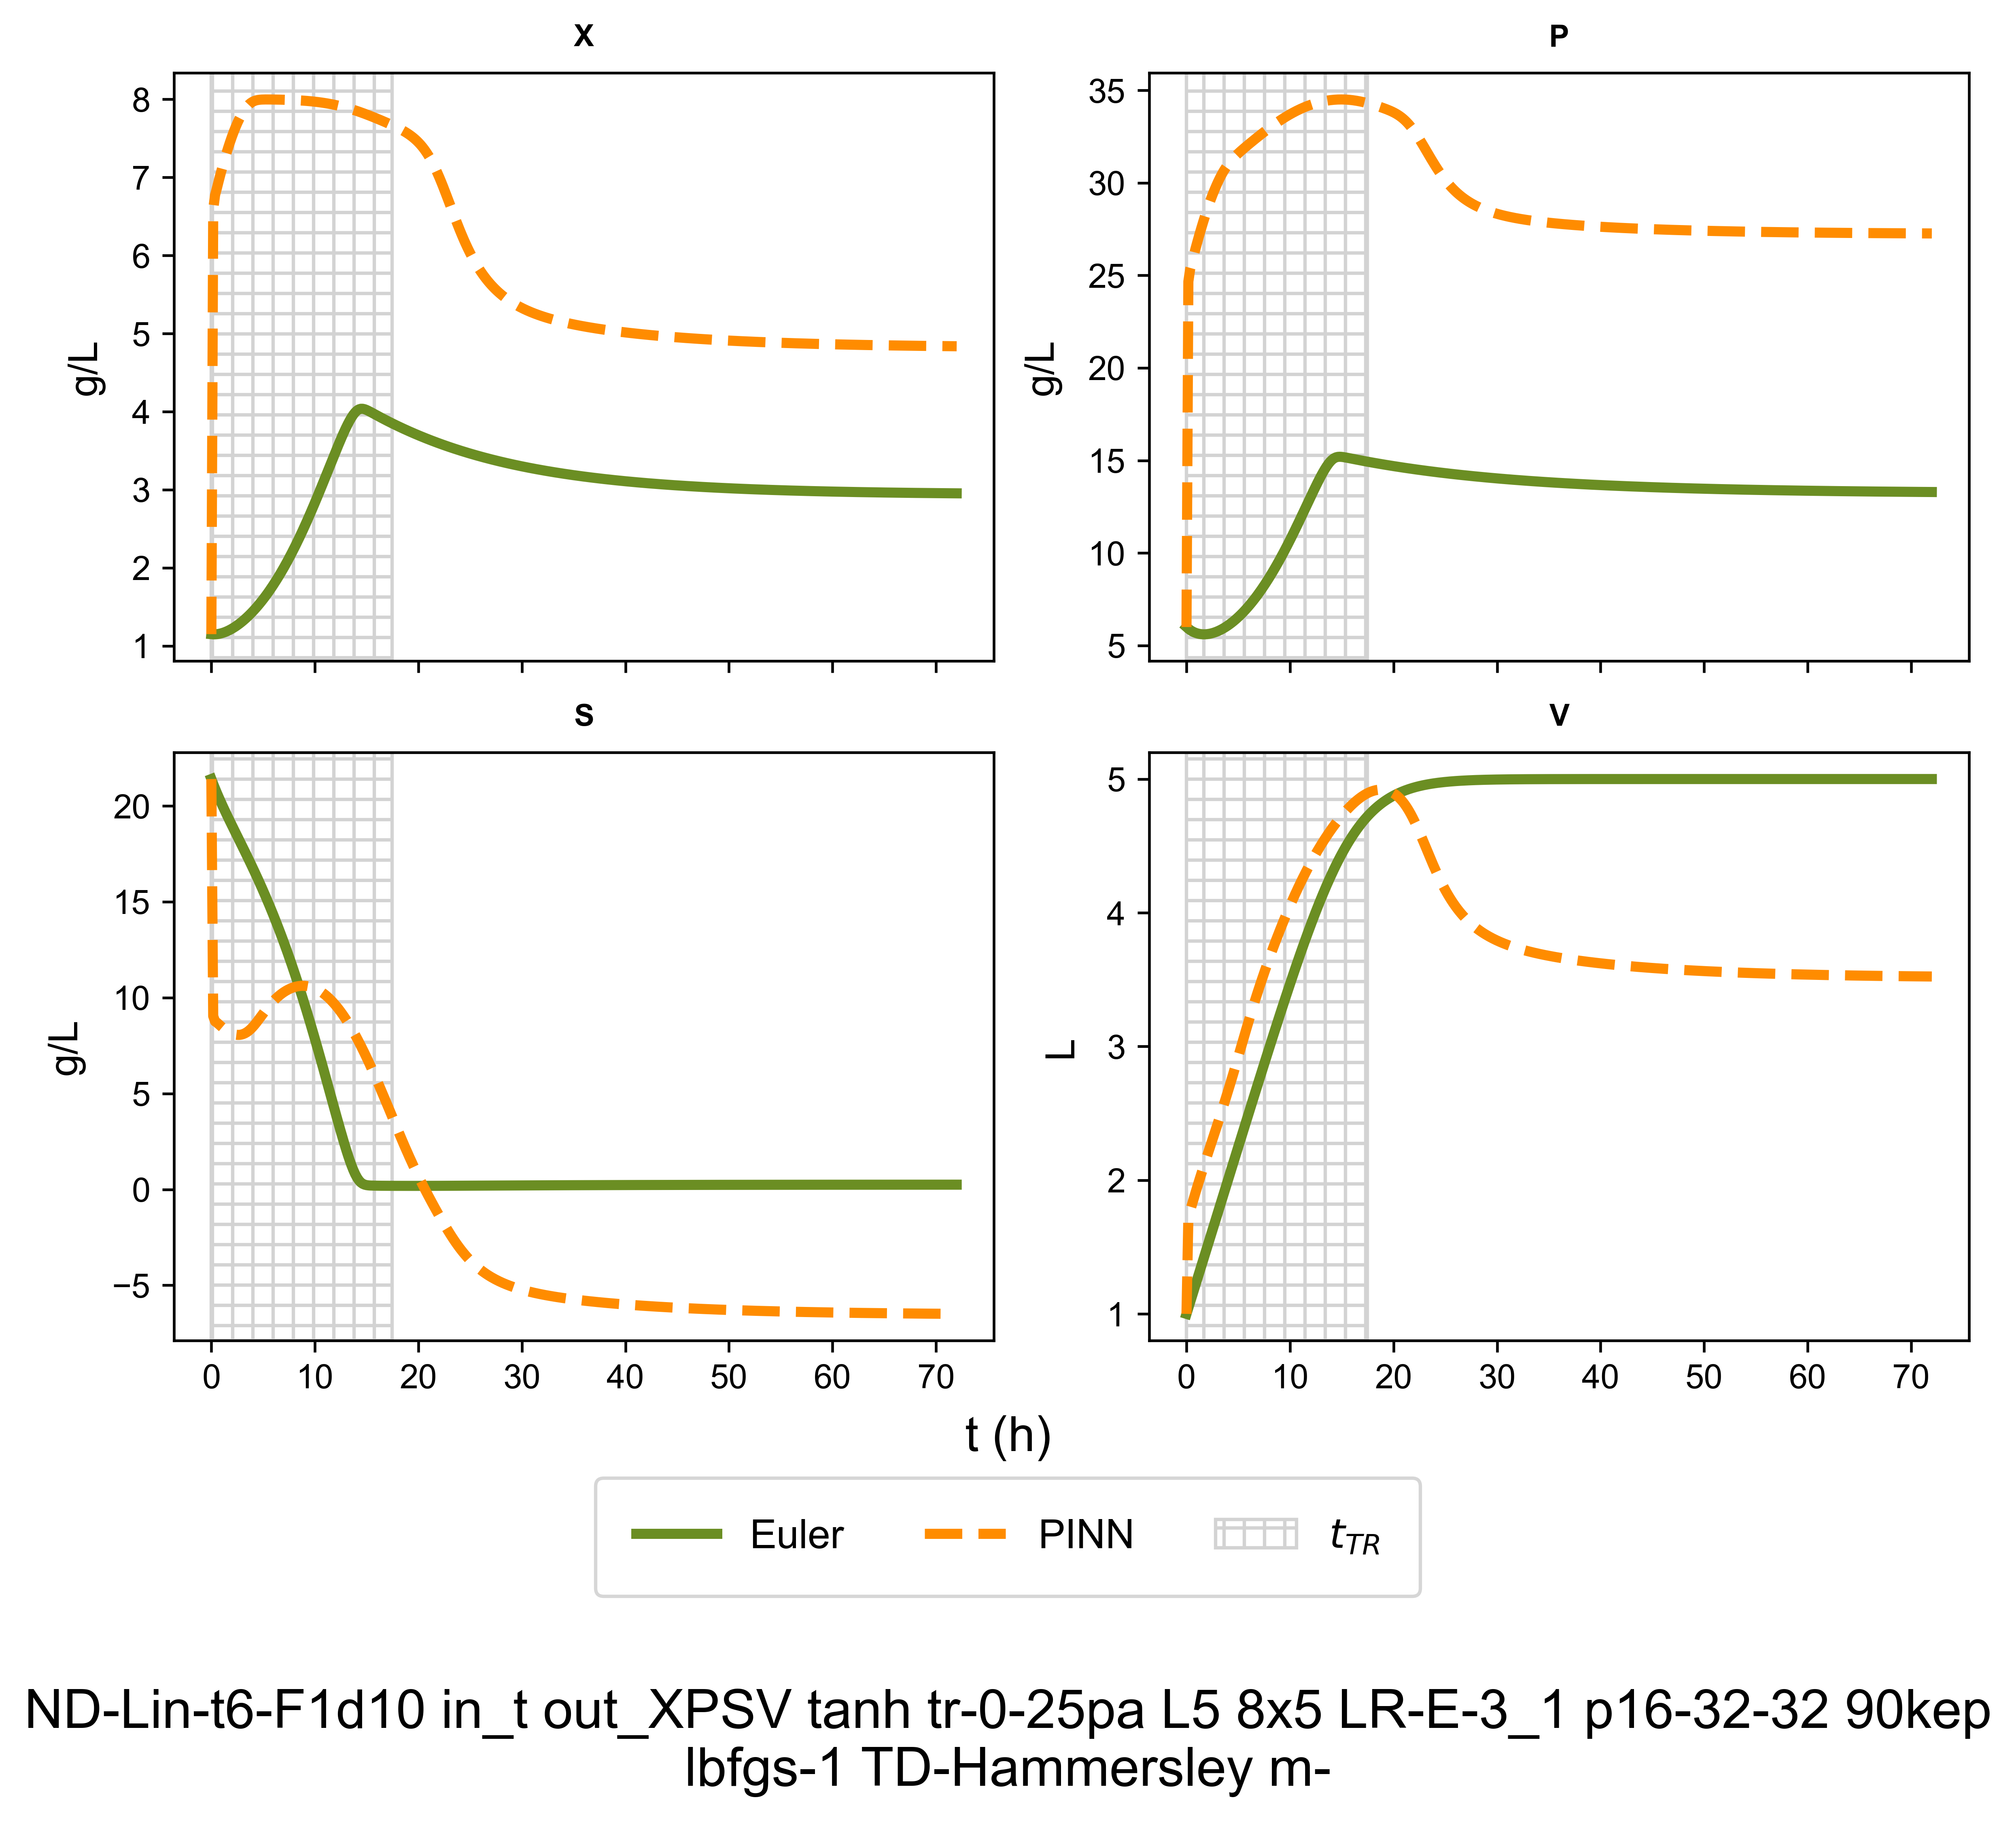 X
8
7
6
5
4
3
2
1
g/L
P
35
30
25
20
15
10
5
g/L
S
20
15
10
5
0
−5
g/L
0 10 20 30 40 50 60 70
V
5
4
3
2
1
L
0 10 20 30 40 50 60 70
t (h)
Euler PINN t_TR
ND-Lin-t6-F1d10 in_t out_XPSV tanh tr-0-25pa L5 8x5 LR-E-3_1 p16-32-32 90kep
lbfgs-1 TD-Hammersley m-